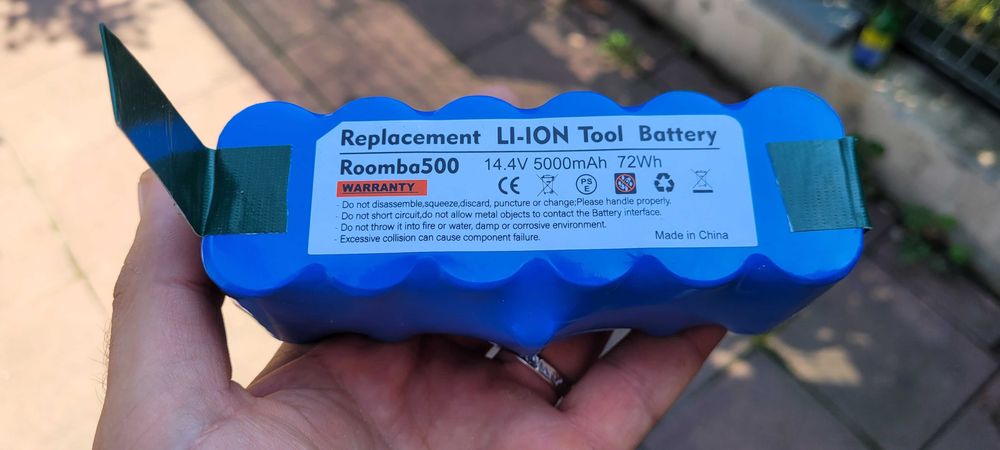 Replacement LI-ION Tool Battery
Roomba500 14.4V 5000mAh 72Wh
WARRANTY CE PS E
· Do not disassemble,squeeze,discard, puncture or change;Please handle properly.
· Do not short circuit,do not allow metal objects to contact the Battery interface.
· Do not throw it into fire or water, damp or corrosive environment.
· Excessive collision can cause component failure. Made in China